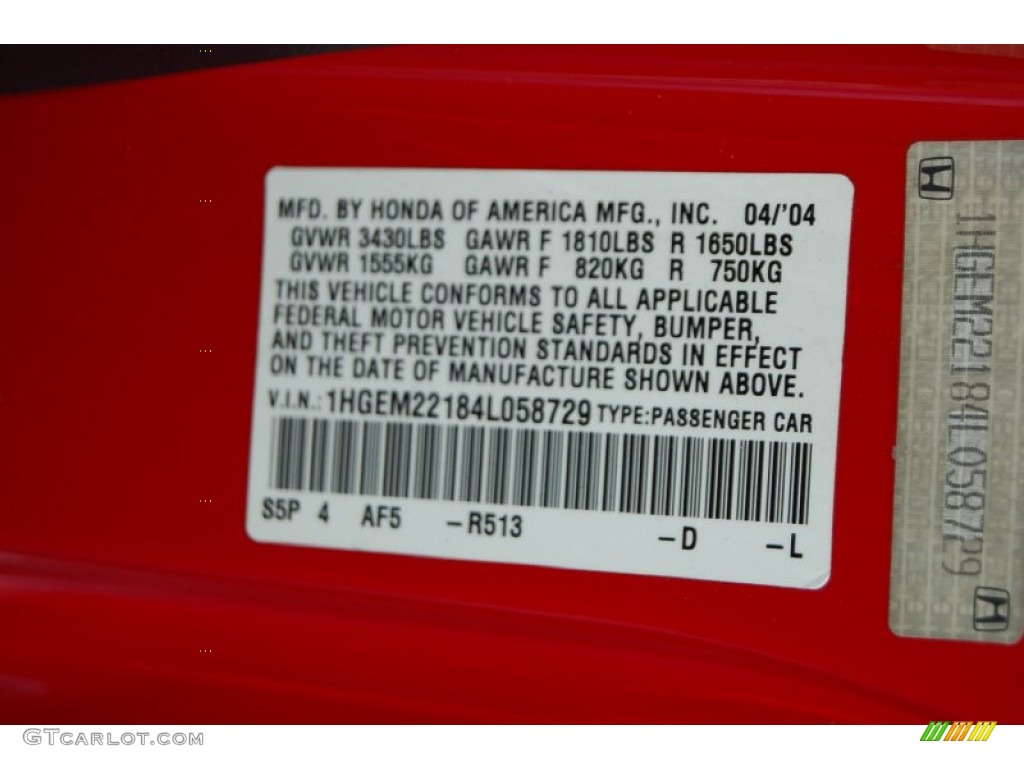 MFD. BY HONDA OF AMERICA MFG., INC. 04/'04
GVWR 3430LBS GAWR F 1810LBS R 1650LBS
GVWR 1555KG GAWR F 820KG R 750KG
THIS VEHICLE CONFORMS TO ALL APPLICABLE
FEDERAL MOTOR VEHICLE SAFETY, BUMPER,
AND THEFT PREVENTION STANDARDS IN EFFECT
ON THE DATE OF MANUFACTURE SHOWN ABOVE.
V.I.N.: 1HGEM22184L058729 TYPE:PASSENGER CAR
S5P 4 AF5 -R513 -D -L
1HGEM22184L058729
GTCARLOT.COM